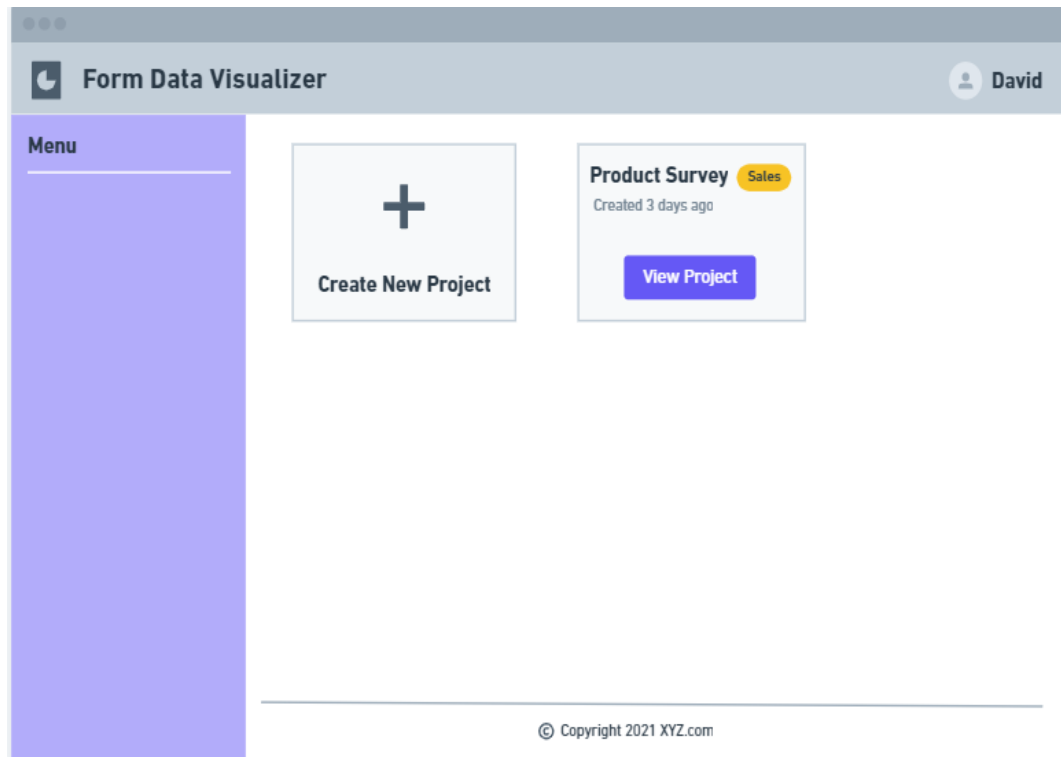 Form Data Visualizer
David
Menu
Create New Project
Product Survey
Sales
Created 3 days ago
View Project
© Copyright 2021 XYZ.com